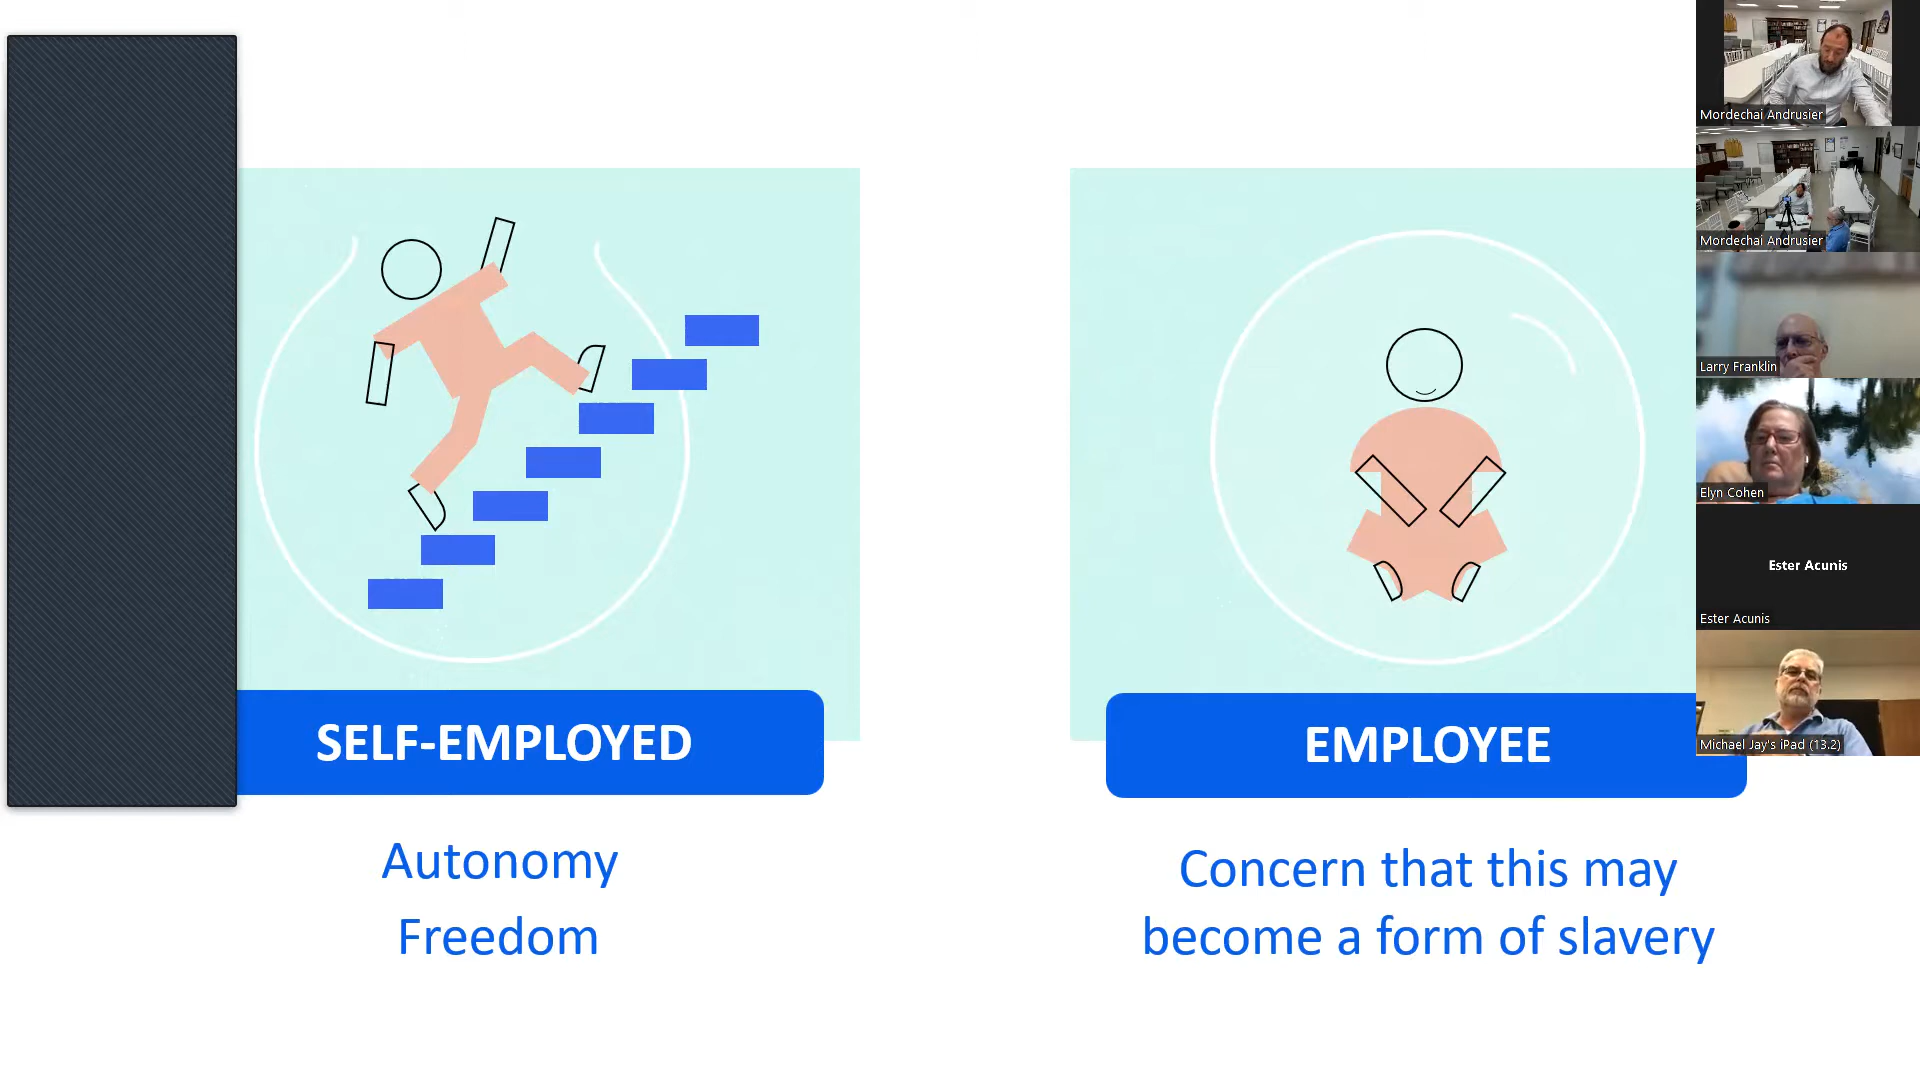 SELF-EMPLOYED
Autonomy
Freedom
EMPLOYEE
Concern that this may
become a form of slavery
Mordechai Andrusier
Mordechai Andrusier
Larry Franklin
Elyn Cohen
Ester Acunis
Ester Acunis
Michael Jay's iPad (13.2)